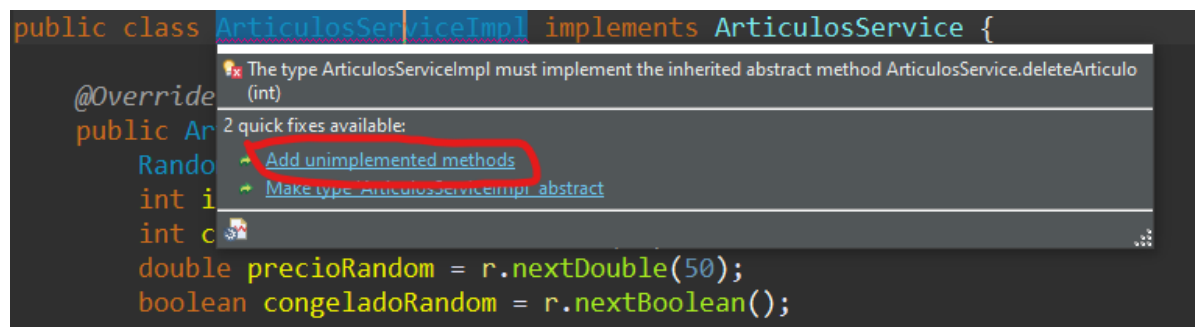 public class ArticulosServiceImpl implements ArticulosService {
The type ArticulosServiceImpl must implement the inherited abstract method ArticulosService.deleteArticulo
(int)
@Override
2 quick fixes available:
public Ar
Add unimplemented methods
Rando
Make type 'ArticulosServiceImpl' abstract
int i
int c
double precioRandom = r.nextDouble(50);
boolean congeladoRandom = r.nextBoolean();